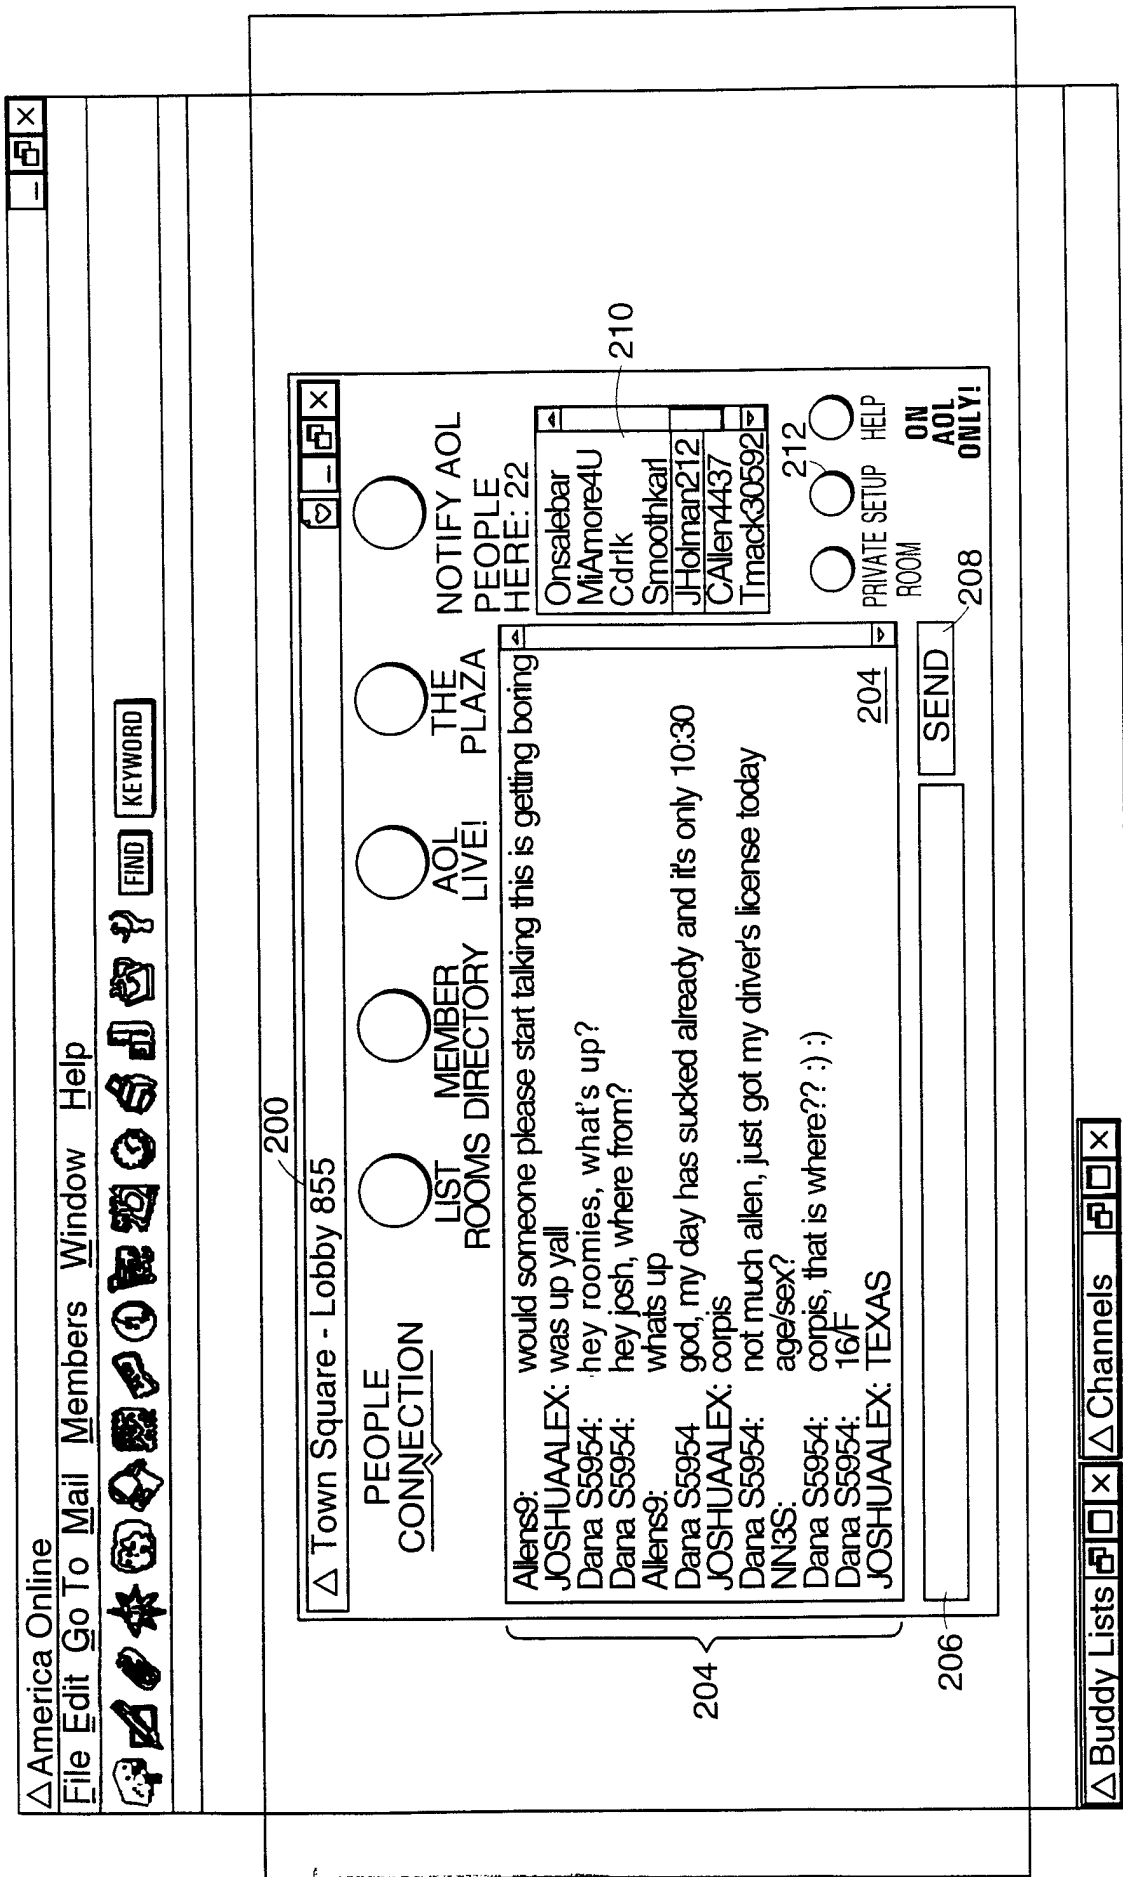 America Online
File Edit Go To Mail Members Window Help
FIND KEYWORD
200
Town Square - Lobby 855
PEOPLE
CONNECTION
LIST
ROOMS
MEMBER
DIRECTORY
AOL
LIVE!
THE
PLAZA
NOTIFY AOL
PEOPLE
HERE: 22
Allens9: would someone please start talking this is getting boring
JOSHUAALEX: was up yall
Dana S5954: hey roomies, what's up?
Dana S5954: hey josh, where from?
Allens9: whats up
Dana S5954 god, my day has sucked already and it's only 10:30
JOSHUAALEX: corpis
Dana S5954: not much allen, just got my driver's license today
NN3S: age/sex?
Dana S5954: corpis, that is where?? :) :)
Dana S5954: 16/F
JOSHUAALEX: TEXAS
204
204
Onsalebar
MiAmore4U
Cdrlk
Smoothkarl
JHolman212
CAllen4437
Tmack30592
210
212
PRIVATE
ROOM
SETUP
HELP
206
SEND
208
ON
AOL
ONLY!
Buddy Lists
Channels